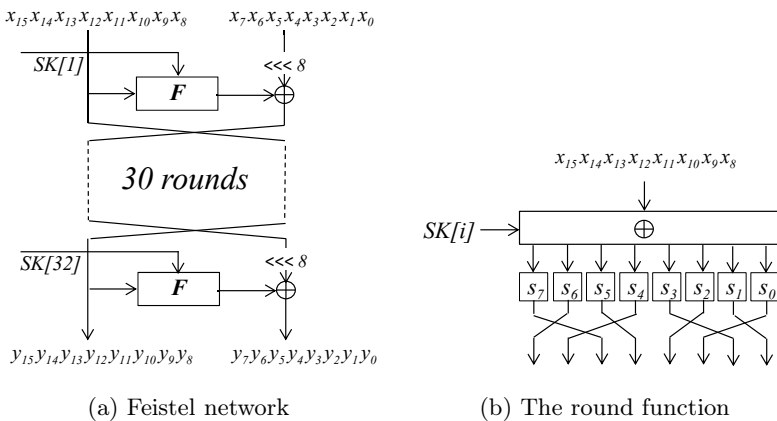 x₁₅x₁₄x₁₃x₁₂x₁₁x₁₀x₉x₈ x₇x₆x₅x₄x₃x₂x₁x₀
SK[1]
<<< 8
F
30 rounds
SK[32]
<<< 8
F
y₁₅y₁₄y₁₃y₁₂y₁₁y₁₀y₉y₈ y₇y₆y₅y₄y₃y₂y₁y₀
(a) Feistel network
x₁₅x₁₄x₁₃x₁₂x₁₁x₁₀x₉x₈
SK[i]
s₇ s₆ s₅ s₄ s₃ s₂ s₁ s₀
(b) The round function